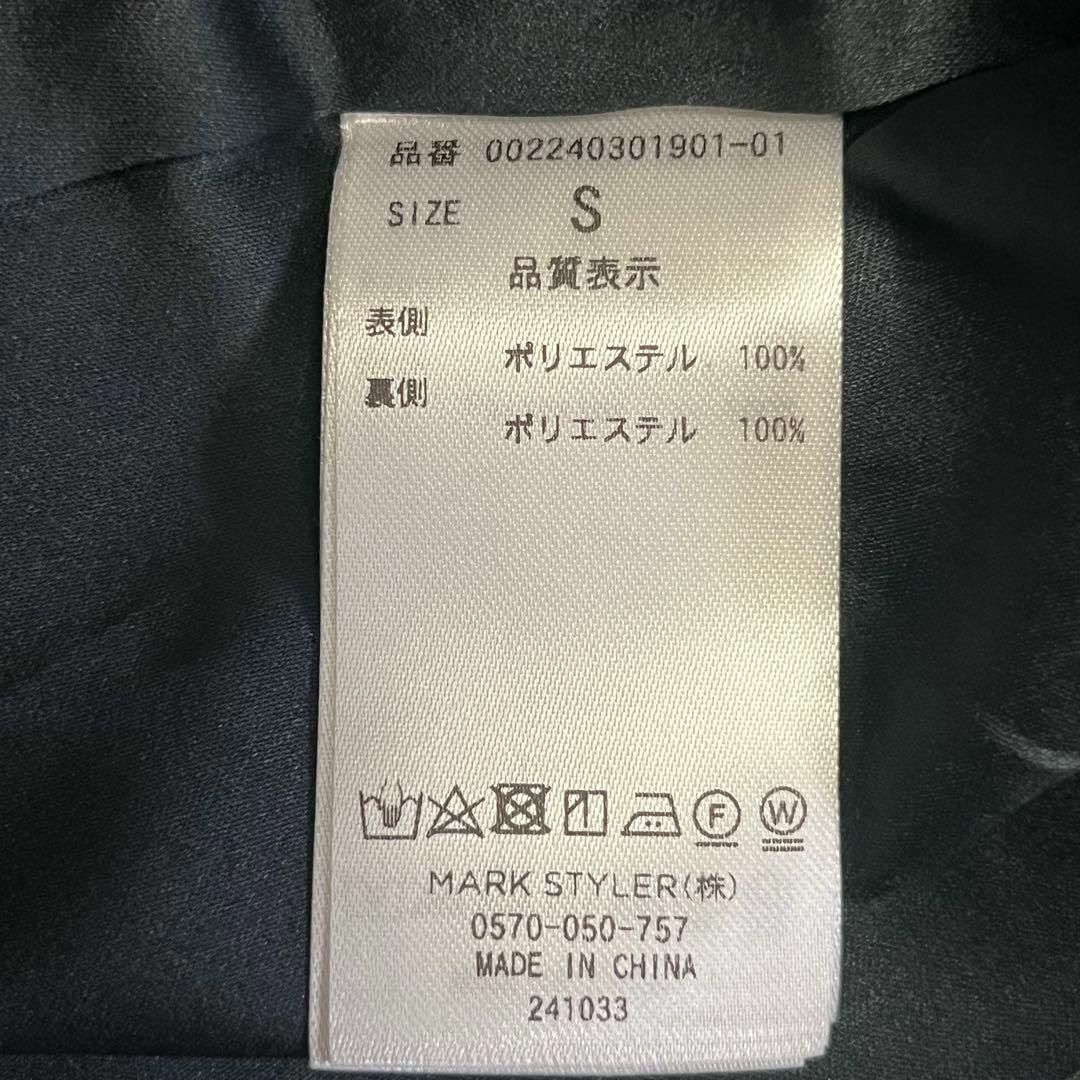 品番 002240301901-01
SIZE S
品質表示
表側
ポリエステル 100%
裏側
ポリエステル 100%
F W
MARK STYLER(株)
0570-050-757
MADE IN CHINA
241033